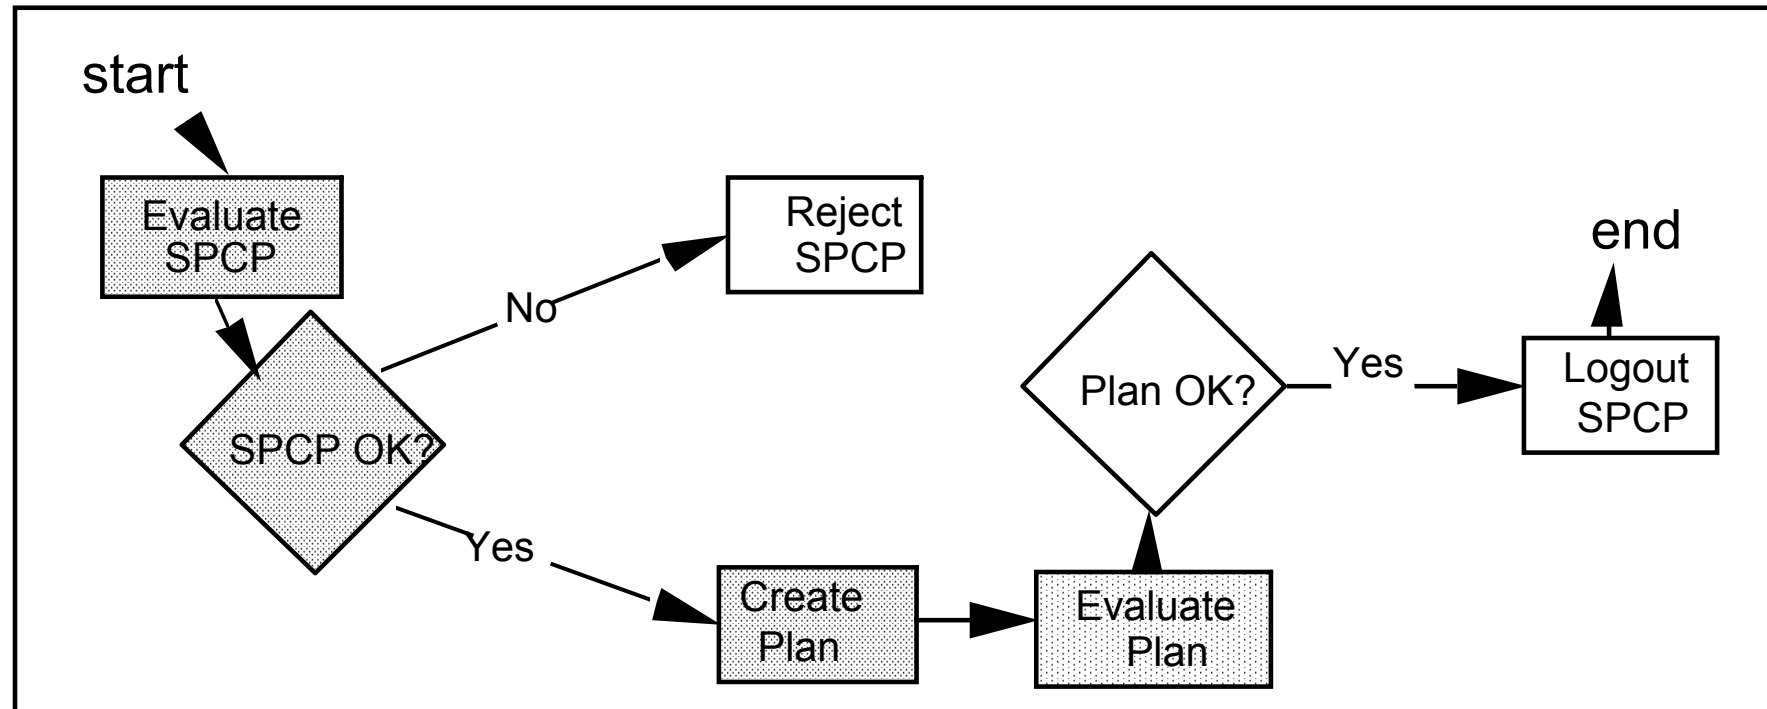 start
Evaluate
SPCP
SPCP OK?
No
Reject
SPCP
Yes
Create
Plan
Evaluate
Plan
Plan OK?
Yes
Logout
SPCP
end